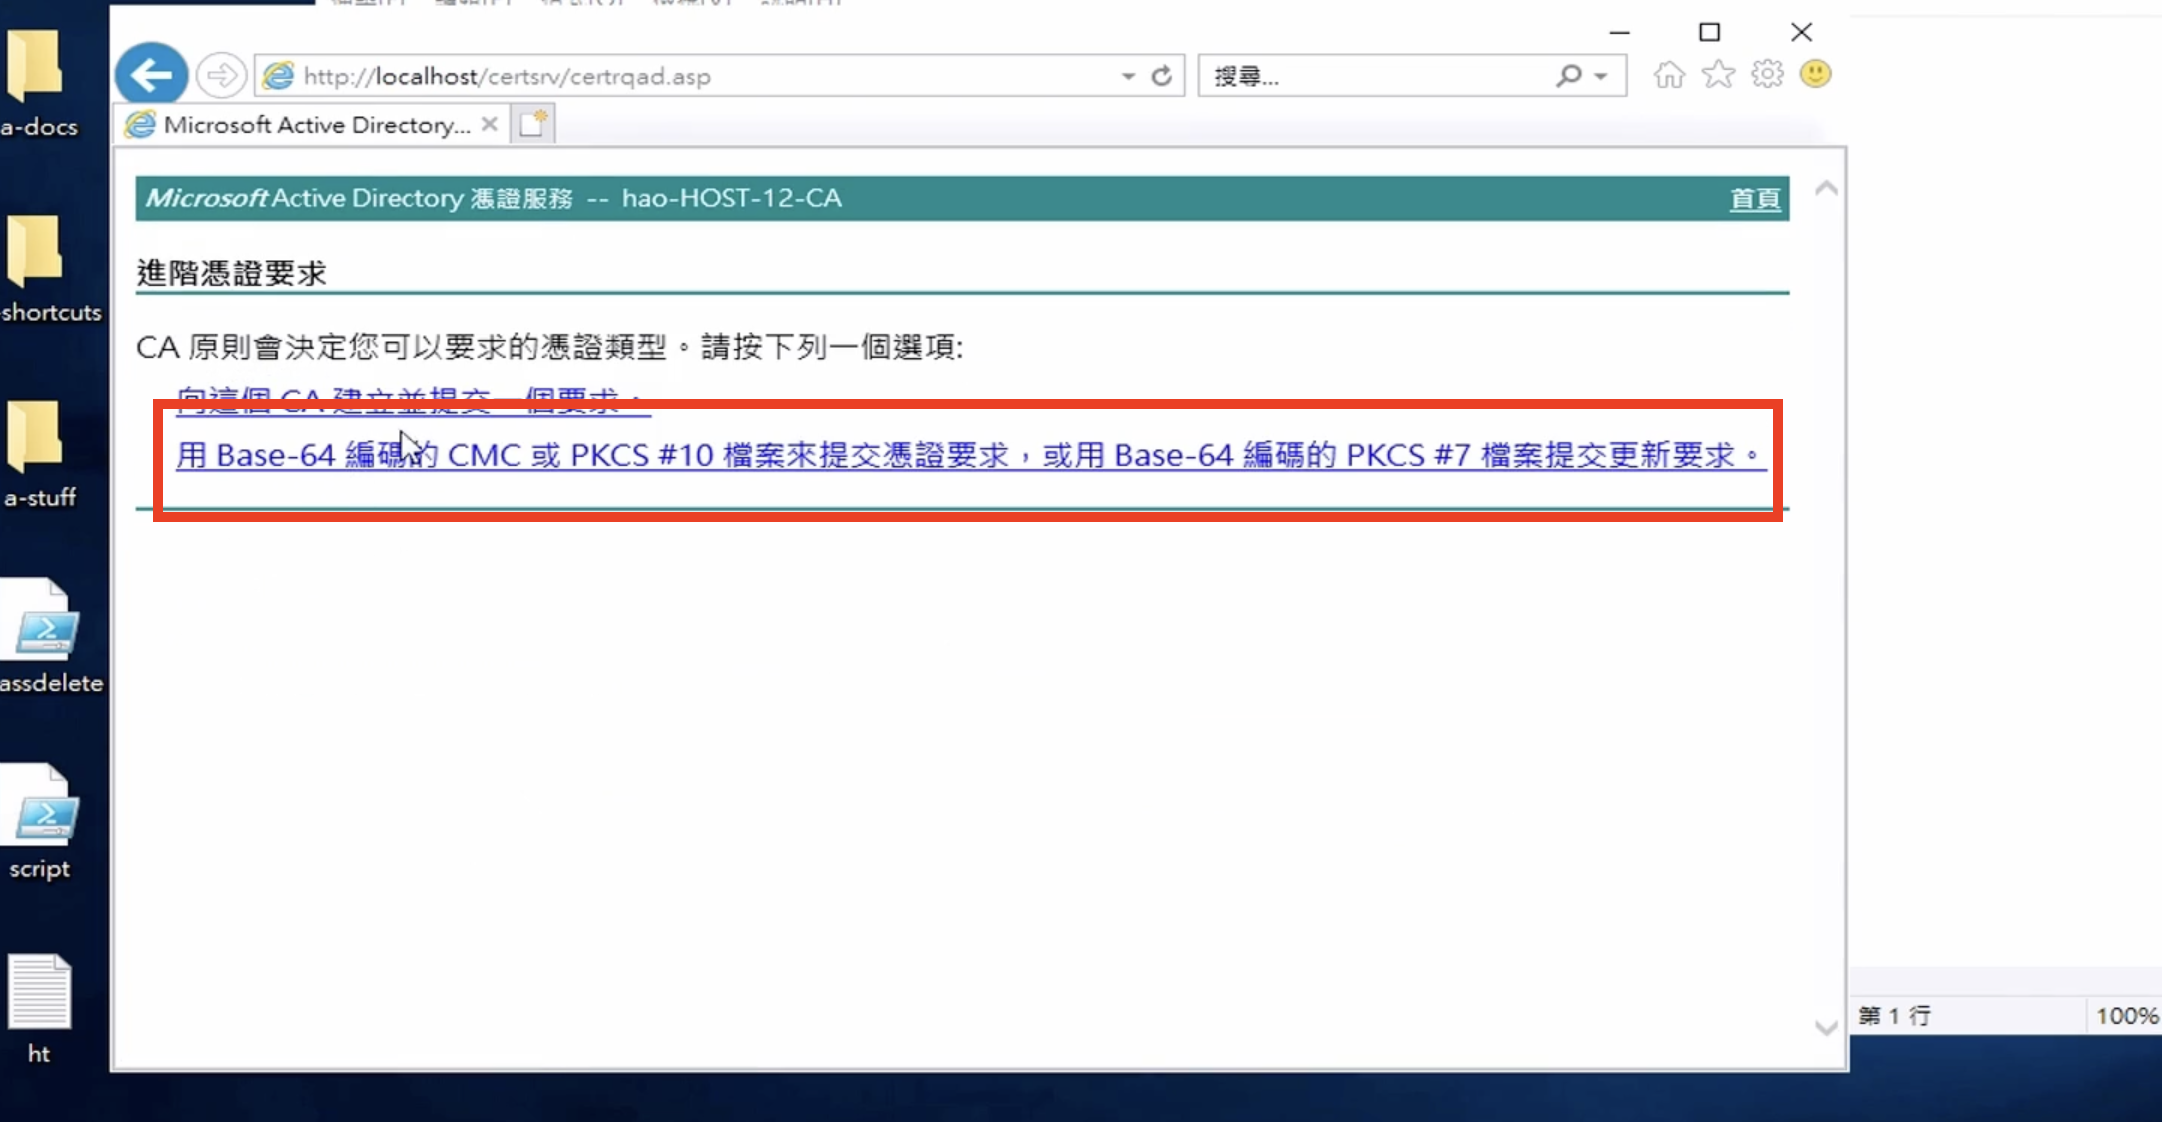 http://localhost/certsrv/certrqad.asp
搜尋...
Microsoft Active Directory...
Microsoft Active Directory 憑證服務 -- hao-HOST-12-CA
首頁
進階憑證要求
CA 原則會決定您可以要求的憑證類型。請按下列一個選項:
向這個 CA 建立並提交一個要求。
用 Base-64 編碼的 CMC 或 PKCS #10 檔案來提交憑證要求，或用 Base-64 編碼的 PKCS #7 檔案提交更新要求。
a-docs
shortcuts
a-stuff
assdelete
script
ht
第 1 行
100%